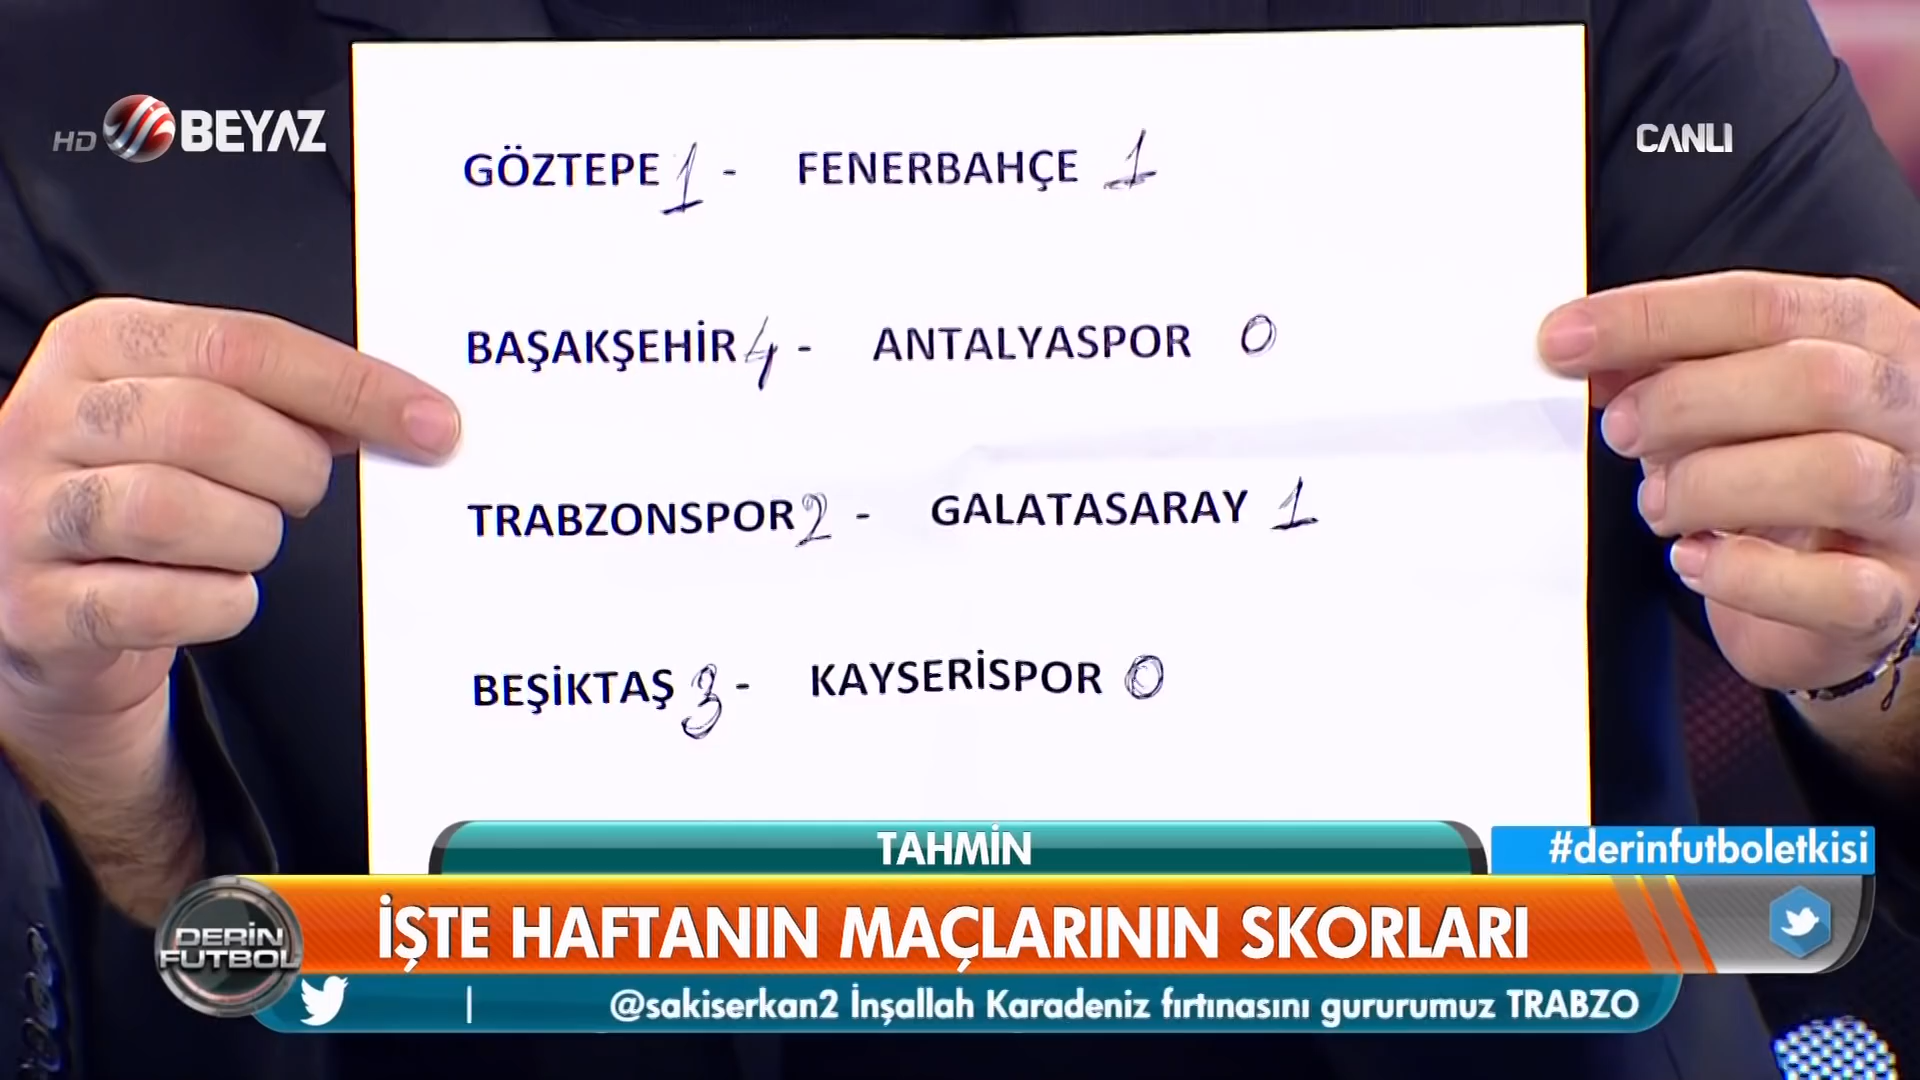 HD BEYAZ
CANLI
GÖZTEPE 1 - FENERBAHÇE 1
BAŞAKŞEHİR 4 - ANTALYASPOR 0
TRABZONSPOR 2 - GALATASARAY 1
BEŞİKTAŞ 3 - KAYSERİSPOR 0
TAHMİN
#derinfutboletkisi
DERİN FUTBOL
İŞTE HAFTANIN MAÇLARININ SKORLARI
@sakiserkan2 İnşallah Karadeniz fırtınasını gururumuz TRABZO